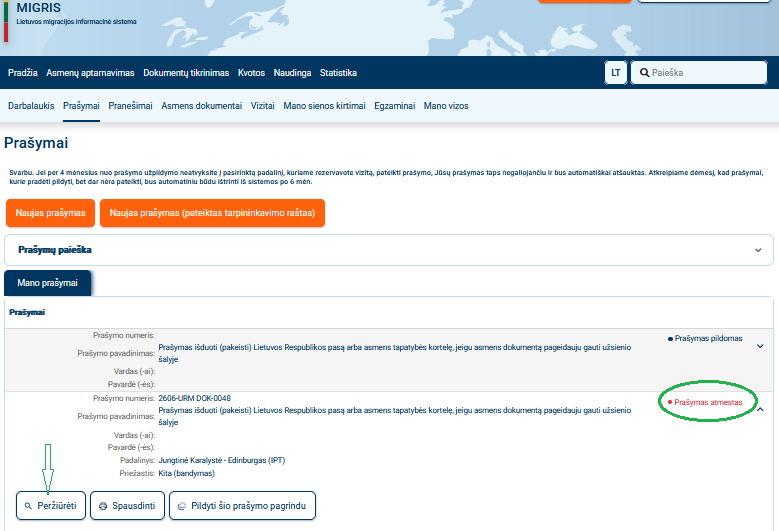 MIGRIS
Lietuvos migracijos informacinė sistema
Pradžia Asmenų aptarnavimas Dokumentų tikrinimas Kvotos Naudinga Statistika LT Paieška
Darbalaukis Prašymai Pranešimai Asmens dokumentai Vizitai Mano sienos kirtimai Egzaminai Mano vizos
Prašymai
Svarbu. Jei per 4 mėnesius nuo prašymo užpildymo neatvyksite į pasirinktą padalinį, kuriame rezervavote vizitą, pateikti prašymo, Jūsų prašymas taps negaliojančiu ir bus automatiškai atšauktas. Atkreipiame dėmesį, kad prašymai,
kurie pradėti pildyti, bet dar nėra pateikti, bus automatiniu būdu ištrinti iš sistemos po 6 mėn.
Naujas prašymas Naujas prašymas (pateiktas tarpininkavimo raštas)
Prašymų paieška
Mano prašymai
Prašymai
Prašymo numeris:
Prašymas pildomas
Prašymo pavadinimas: Prašymas išduoti (pakeisti) Lietuvos Respublikos pasą arba asmens tapatybės kortelę, jeigu asmens dokumentą pageidauju gauti užsienio
šalyje
Vardas (-ai):
Pavardė (-ės):
Prašymo numeris: 2606-URM DOK-0048
Prašymas atmestas
Prašymo pavadinimas: Prašymas išduoti (pakeisti) Lietuvos Respublikos pasą arba asmens tapatybės kortelę, jeigu asmens dokumentą pageidauju gauti užsienio
šalyje
Vardas (-ai):
Pavardė (-ės):
Padalinys: Jungtinė Karalystė - Edinburgas (IPT)
Priežastis: Kita (bandymas)
Peržiūrėti Spausdinti Pildyti šio prašymo pagrindu